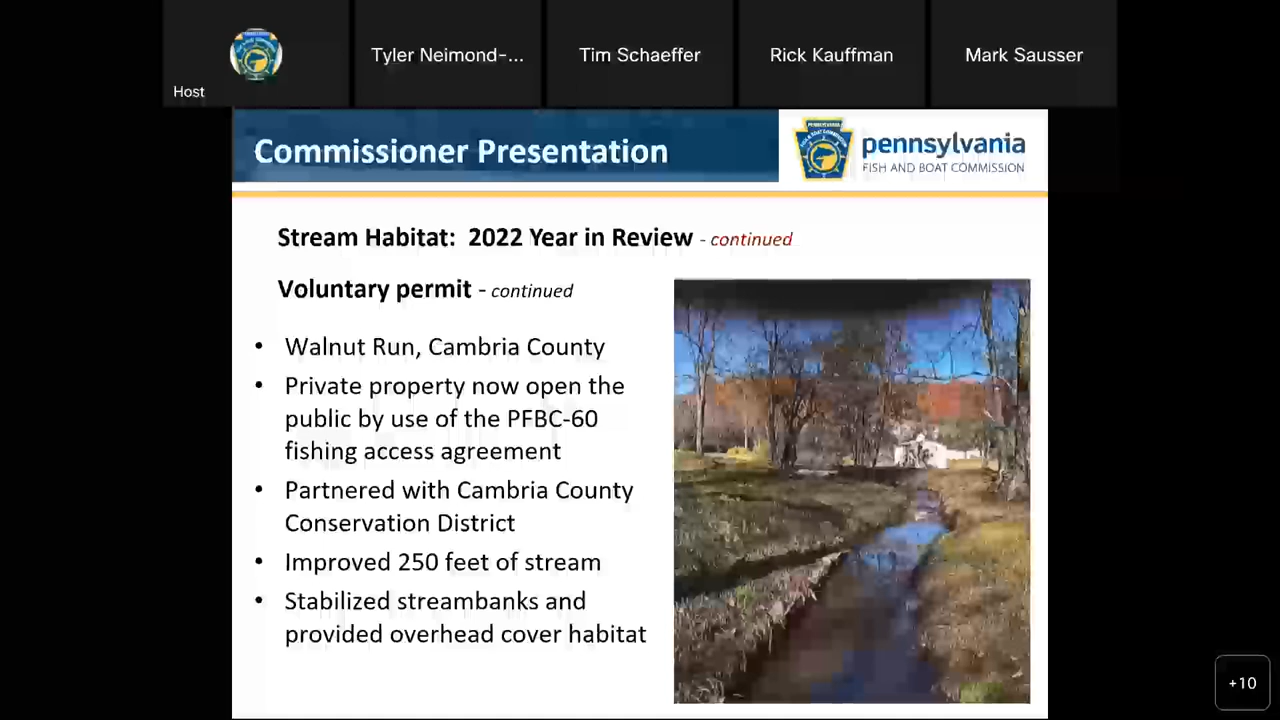 Host
Tyler Neimond-...
Tim Schaeffer
Rick Kauffman
Mark Sausser
Commissioner Presentation
PENNSYLVANIA
pennsylvania
FISH AND BOAT COMMISSION
Stream Habitat: 2022 Year in Review - continued
Voluntary permit - continued
• Walnut Run, Cambria County
• Private property now open the
public by use of the PFBC-60
fishing access agreement
• Partnered with Cambria County
Conservation District
• Improved 250 feet of stream
• Stabilized streambanks and
provided overhead cover habitat
+10